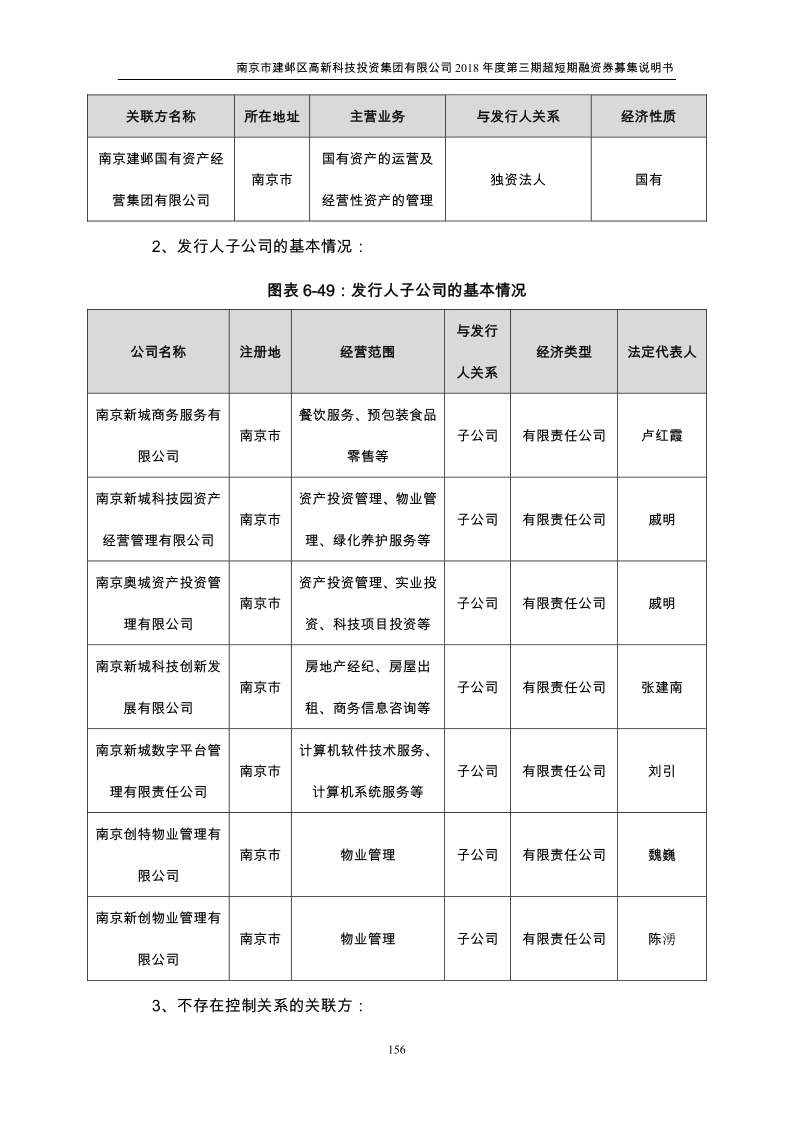 南京市建邺区高新科技投资集团有限公司 2018 年度第三期超短期融资券募集说明书
关联方名称 所在地址 主营业务 与发行人关系 经济性质
南京建邺国有资产经
营集团有限公司
南京市
国有资产的运营及
经营性资产的管理
独资法人
国有
2、发行人子公司的基本情况：
图表 6-49：发行人子公司的基本情况
公司名称 注册地 经营范围
与发行
人关系
经济类型 法定代表人
南京新城商务服务有
限公司
南京市
餐饮服务、预包装食品
零售等
子公司 有限责任公司 卢红霞
南京新城科技园资产
经营管理有限公司
南京市
资产投资管理、物业管
理、绿化养护服务等
子公司 有限责任公司 戚明
南京奥城资产投资管
理有限公司
南京市
资产投资管理、实业投
资、科技项目投资等
子公司 有限责任公司 戚明
南京新城科技创新发
展有限公司
南京市
房地产经纪、房屋出
租、商务信息咨询等
子公司 有限责任公司 张建南
南京新城数字平台管
理有限责任公司
南京市
计算机软件技术服务、
计算机系统服务等
子公司 有限责任公司 刘引
南京创特物业管理有
限公司
南京市 物业管理 子公司 有限责任公司 魏巍
南京新创物业管理有
限公司
南京市 物业管理 子公司 有限责任公司 陈湧
3、不存在控制关系的关联方：
156